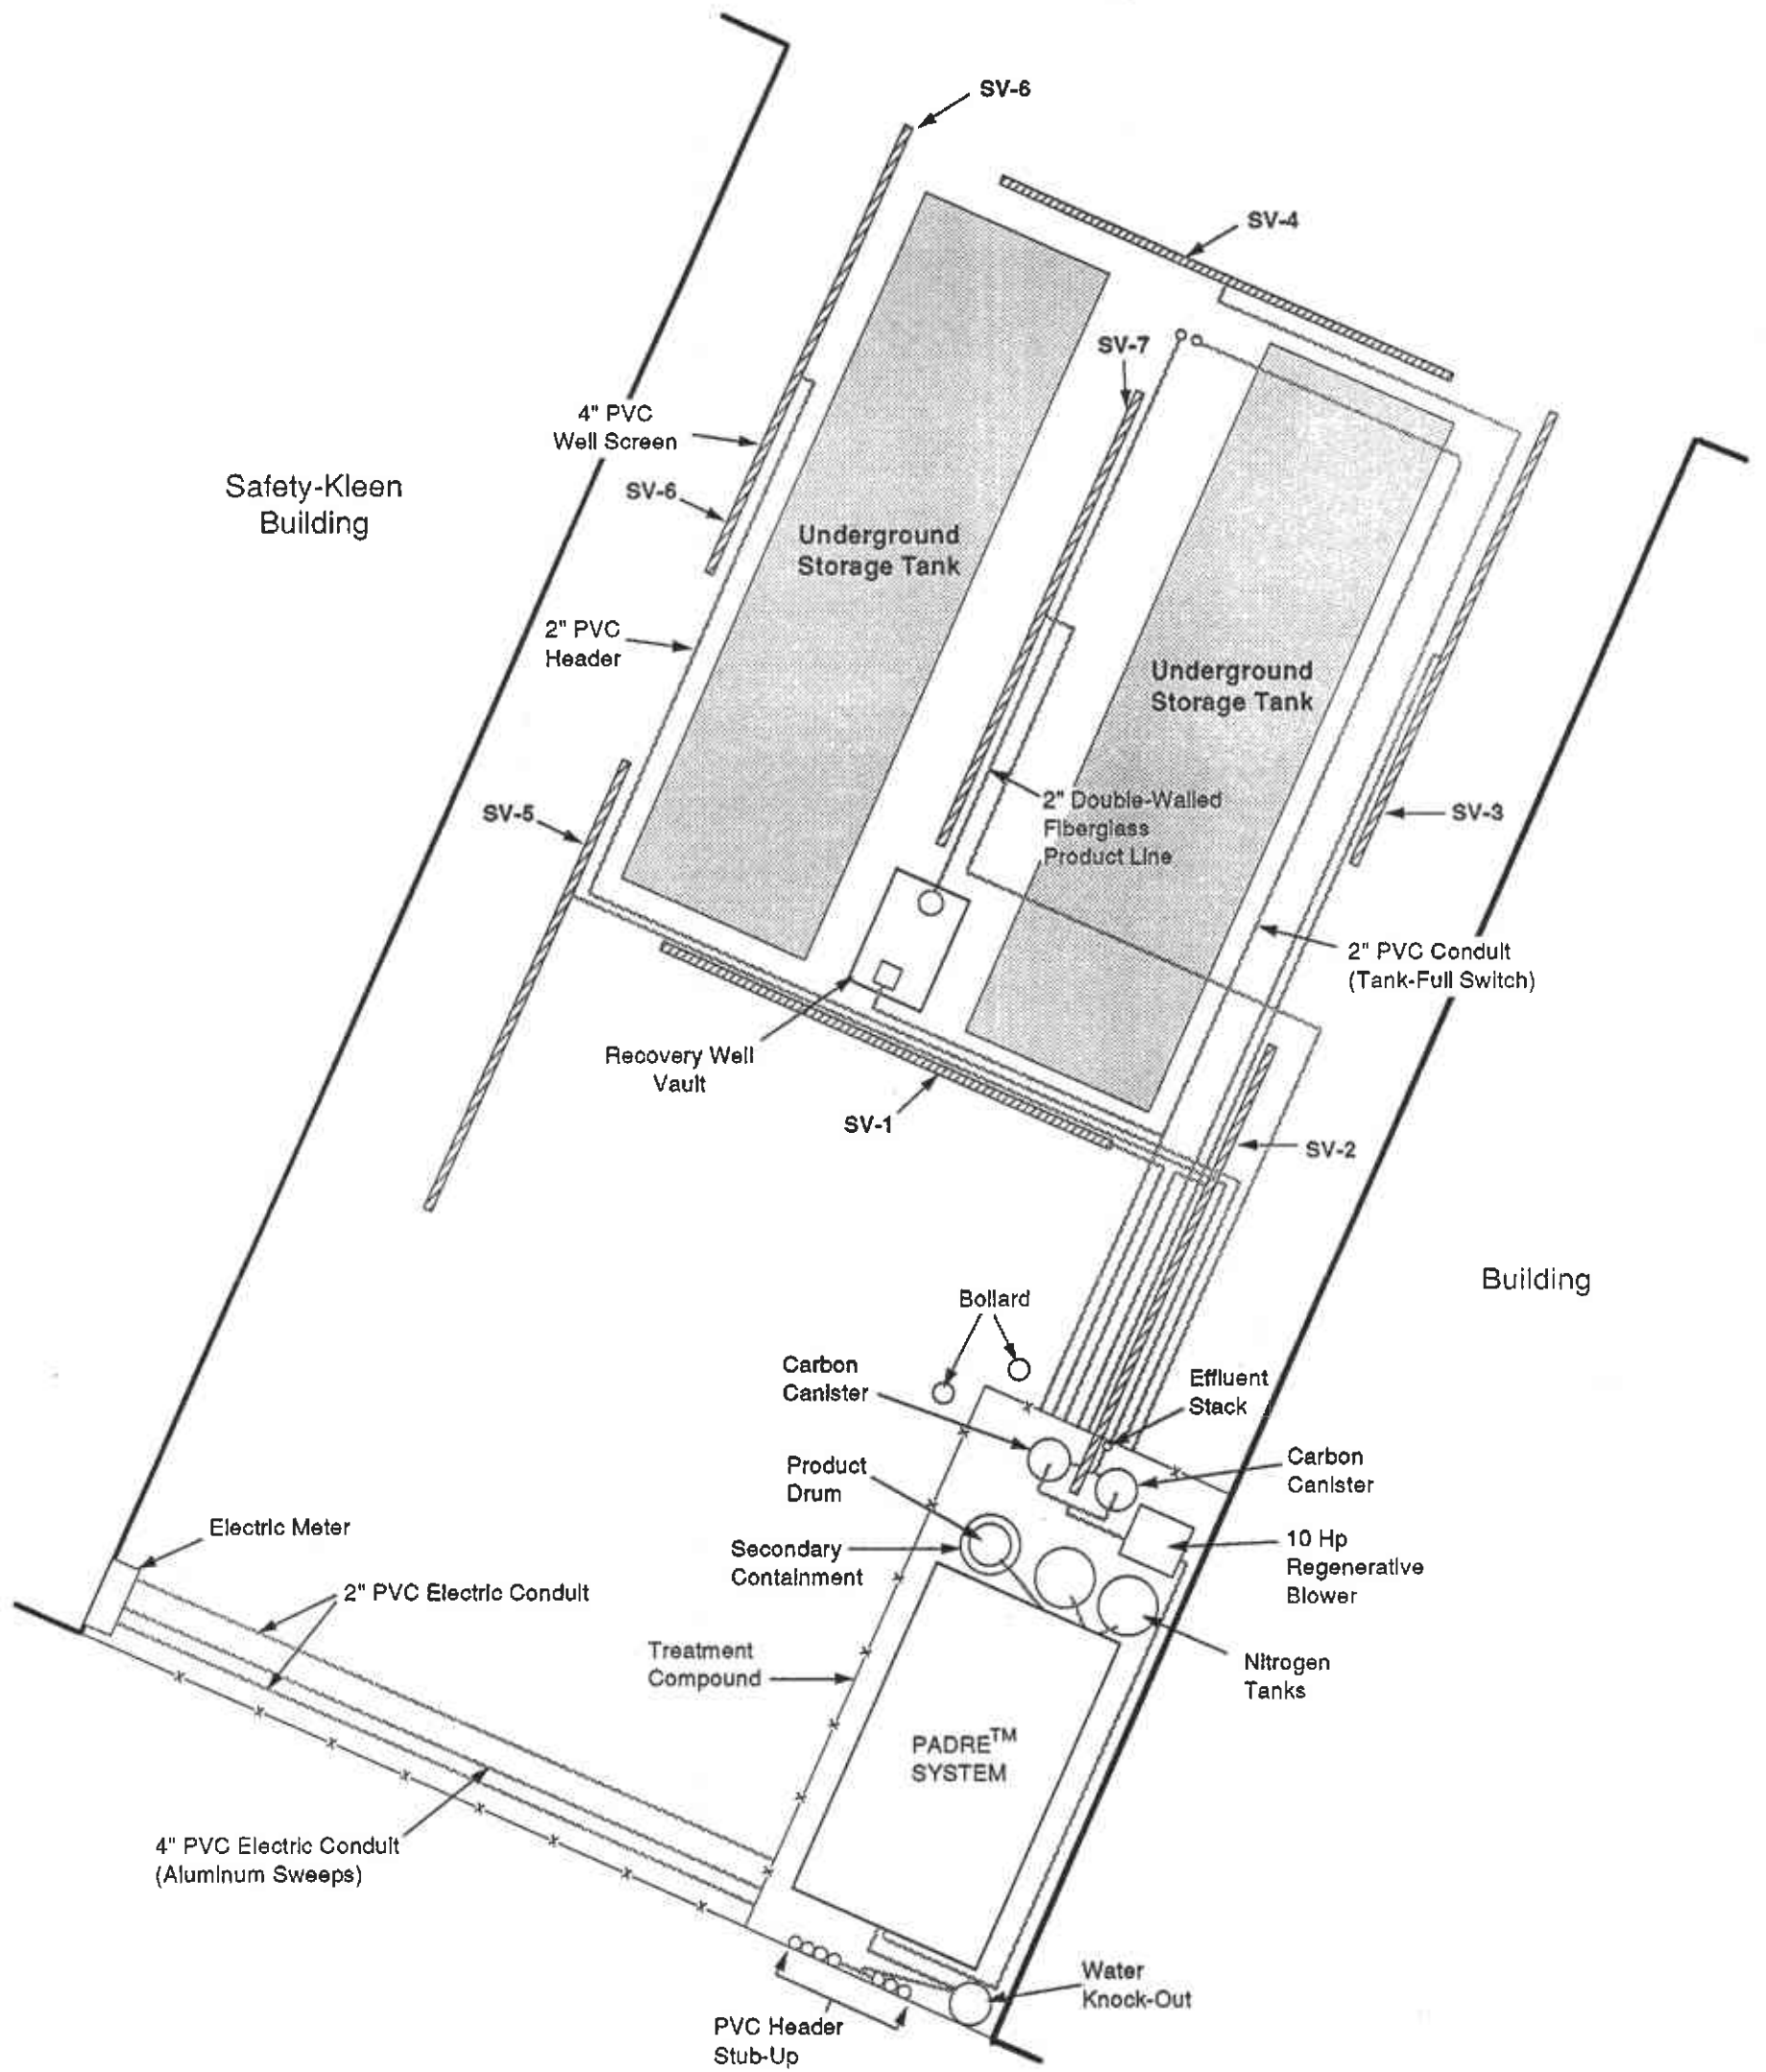 SV-6
SV-4
SV-7
4" PVC
Well Screen
Safety-Kleen
Building
SV-6
Underground
Storage Tank
2" PVC
Header
Underground
Storage Tank
2" Double-Walled
Fiberglass
Product Line
SV-5
SV-3
2" PVC Conduit
(Tank-Full Switch)
Recovery Well
Vault
SV-1
SV-2
Building
Bollard
Carbon
Canister
Effluent
Stack
Carbon
Canister
Product
Drum
Electric Meter
10 Hp
Regenerative
Blower
Secondary
Containment
2" PVC Electric Conduit
Treatment
Compound
Nitrogen
Tanks
PADRE™
SYSTEM
4" PVC Electric Conduit
(Aluminum Sweeps)
Water
Knock-Out
PVC Header
Stub-Up